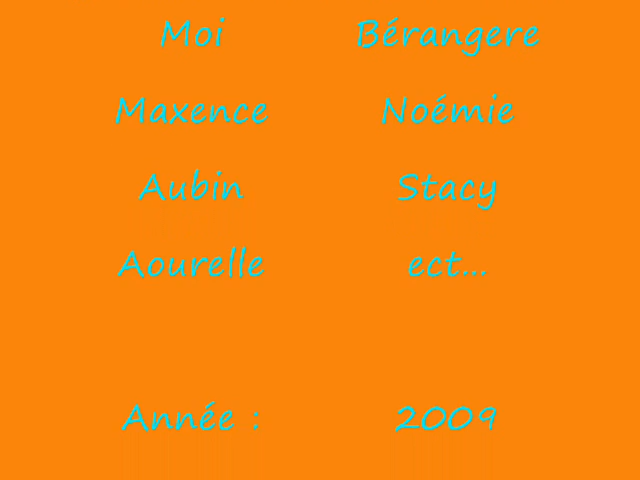 Moi Bérangere
Maxence Noémie
Aubin Stacy
Aourelle ect...
Année : 2009